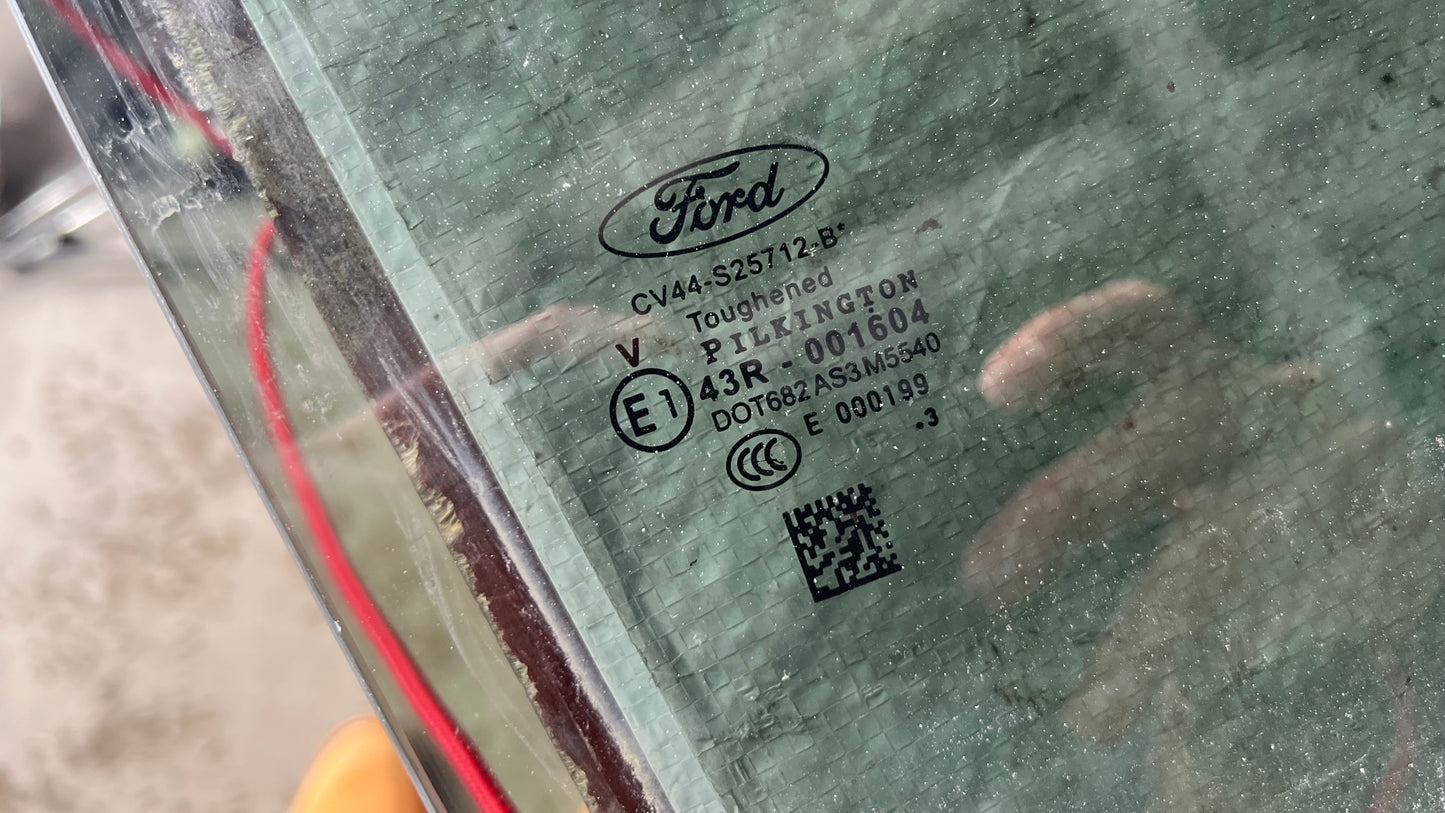 Ford
CV44-S25712-B*
Toughened
PILKINGTON
V
E1 43R - 001604
DOT682 AS3 M5540
CCC E 000199
.3